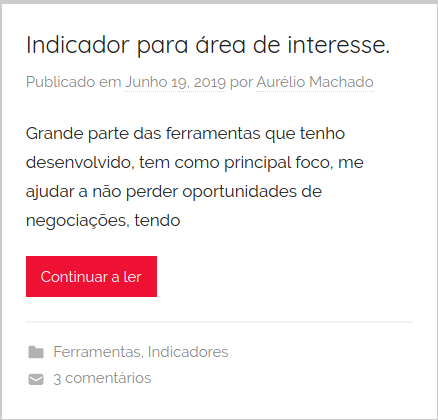 Indicador para área de interesse.
Publicado em Junho 19, 2019 por Aurélio Machado
Grande parte das ferramentas que tenho
desenvolvido, tem como principal foco, me
ajudar a não perder oportunidades de
negociações, tendo
Continuar a ler
Ferramentas, Indicadores
3 comentários